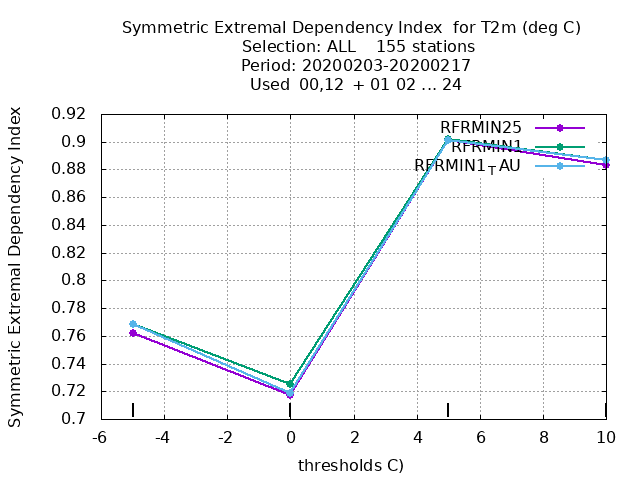 Symmetric Extremal Dependency Index for T2m (deg C)
Selection: ALL 155 stations
Period: 20200203-20200217
Used 00,12 + 01 02 ... 24
Symmetric Extremal Dependency Index
0.92
0.9
0.88
0.86
0.84
0.82
0.8
0.78
0.76
0.74
0.72
0.7
RFRMIN25
RFRMIN1
RFRMIN1TAU
-6 -4 -2 0 2 4 6 8 10
thresholds C)